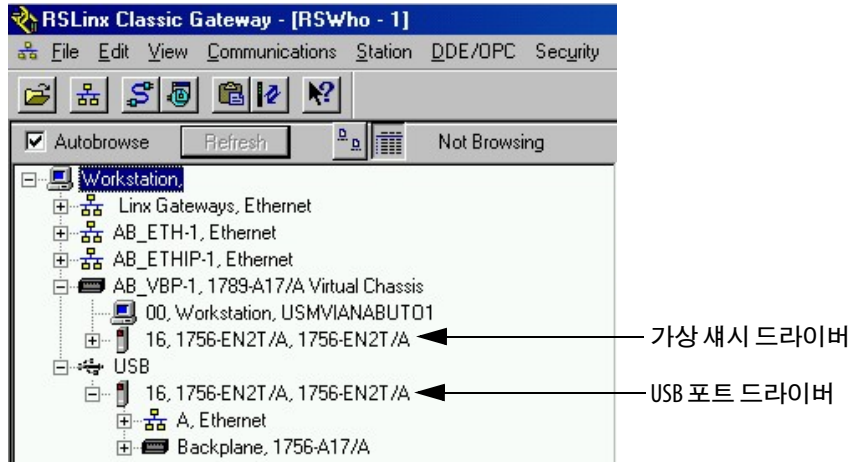 RSLinx Classic Gateway - [RSWho - 1]
File Edit View Communications Station DDE/OPC Security
Autobrowse Refresh Not Browsing
Workstation,
Linx Gateways, Ethernet
AB_ETH-1, Ethernet
AB_ETHIP-1, Ethernet
AB_VBP-1, 1789-A17/A Virtual Chassis
00, Workstation, USMVIANABUTO1
16, 1756-EN2T/A, 1756-EN2T/A 가상 섀시 드라이버
USB
16, 1756-EN2T/A, 1756-EN2T/A USB 포트 드라이버
A, Ethernet
Backplane, 1756-A17/A